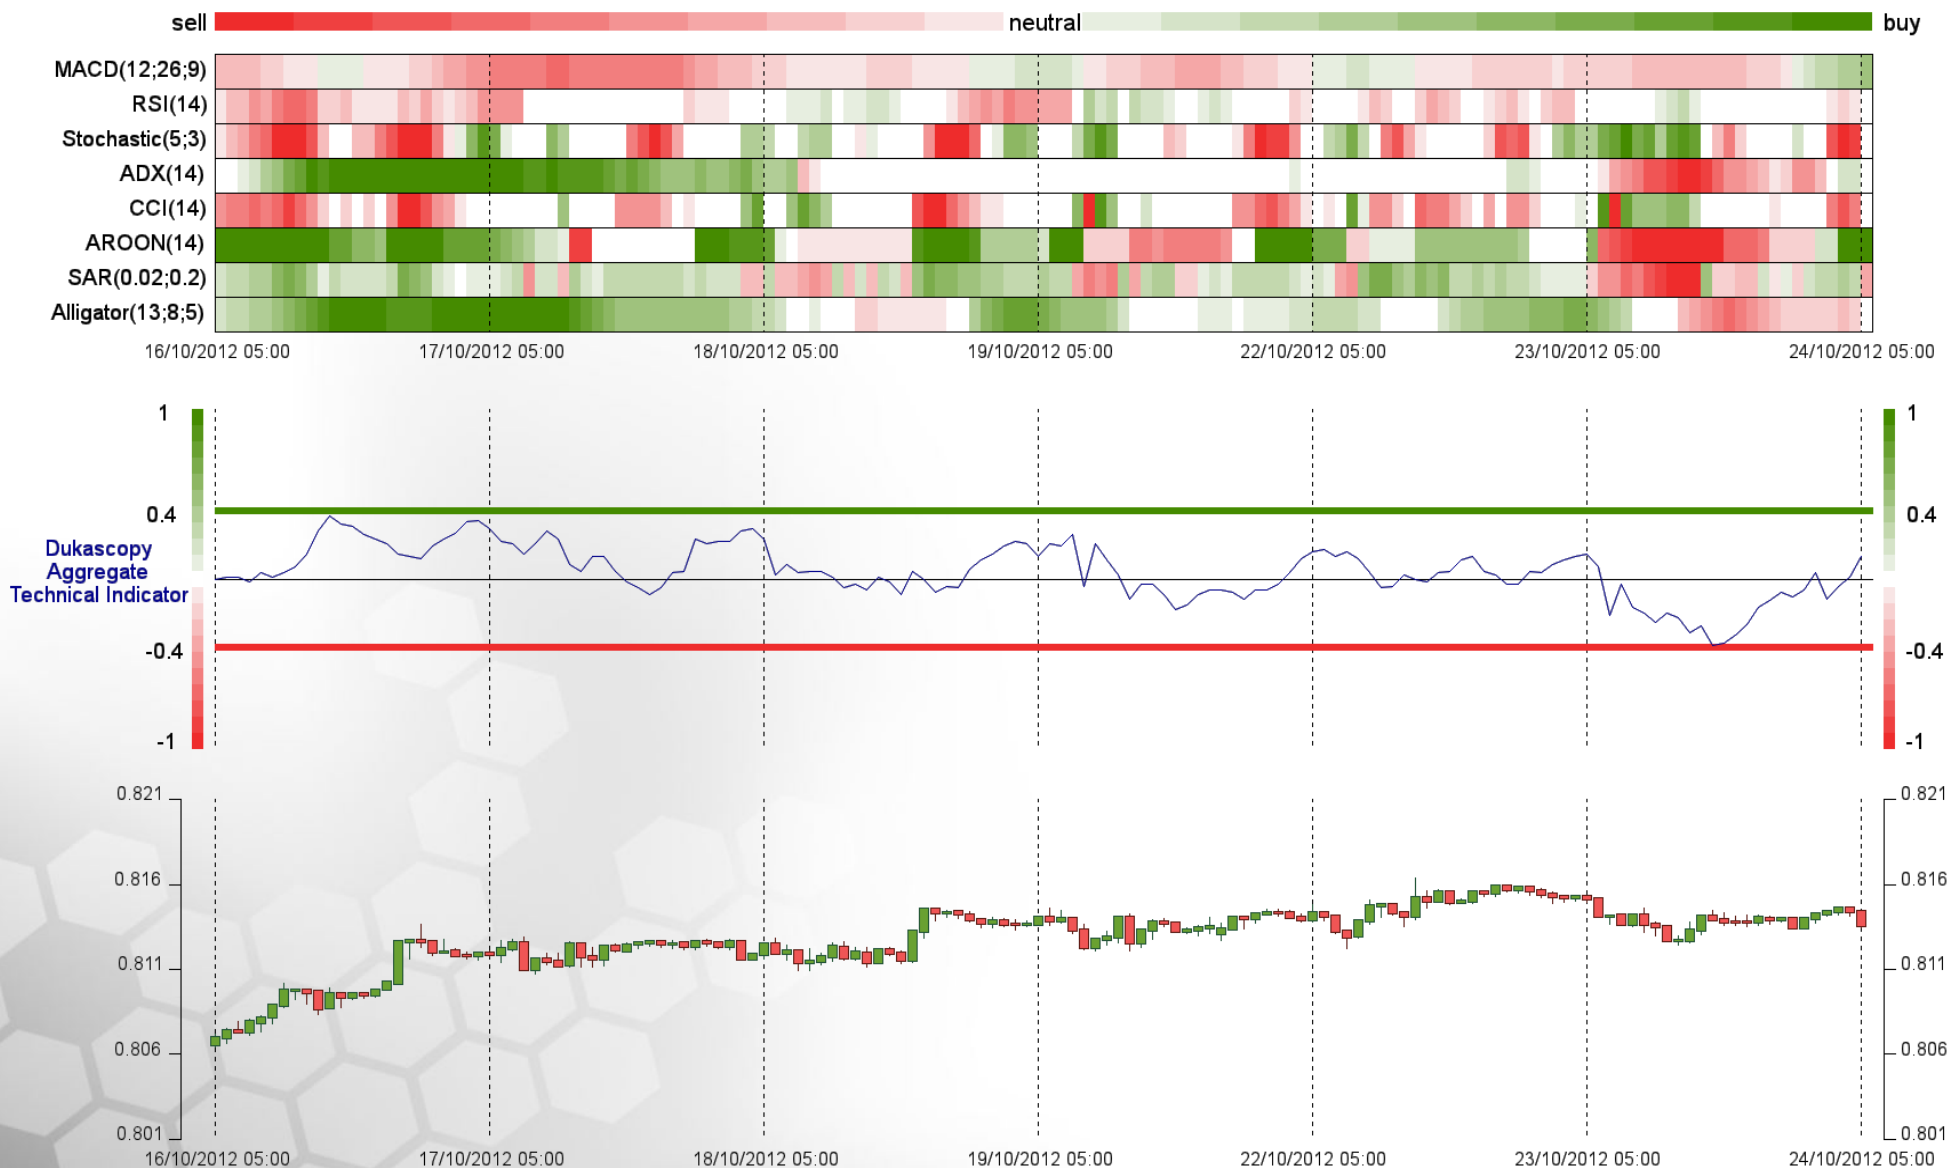 sell neutral buy
MACD(12;26;9)
RSI(14)
Stochastic(5;3)
ADX(14)
CCI(14)
AROON(14)
SAR(0.02;0.2)
Alligator(13;8;5)
16/10/2012 05:00 17/10/2012 05:00 18/10/2012 05:00 19/10/2012 05:00 22/10/2012 05:00 23/10/2012 05:00 24/10/2012 05:00
1 1
0.4 0.4
Dukascopy
Aggregate
Technical Indicator
-0.4 -0.4
-1 -1
0.821 0.821
0.816 0.816
0.811 0.811
0.806 0.806
0.801 0.801
16/10/2012 05:00 17/10/2012 05:00 18/10/2012 05:00 19/10/2012 05:00 22/10/2012 05:00 23/10/2012 05:00 24/10/2012 05:00